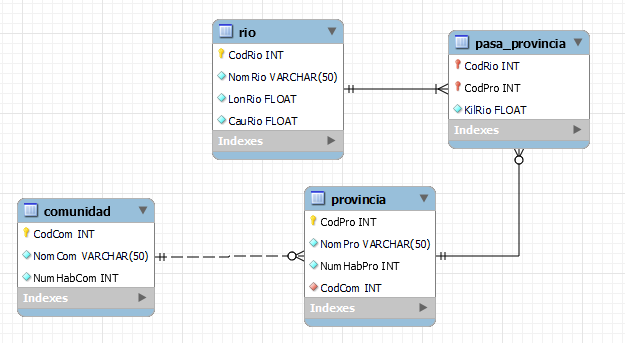 rio
CodRio INT
NomRio VARCHAR(50)
LonRio FLOAT
CauRio FLOAT
Indexes
pasa_provincia
CodRio INT
CodPro INT
KilRio FLOAT
Indexes
comunidad
CodCom INT
NomCom VARCHAR(50)
NumHabCom INT
Indexes
provincia
CodPro INT
NomPro VARCHAR(50)
NumHabPro INT
CodCom INT
Indexes